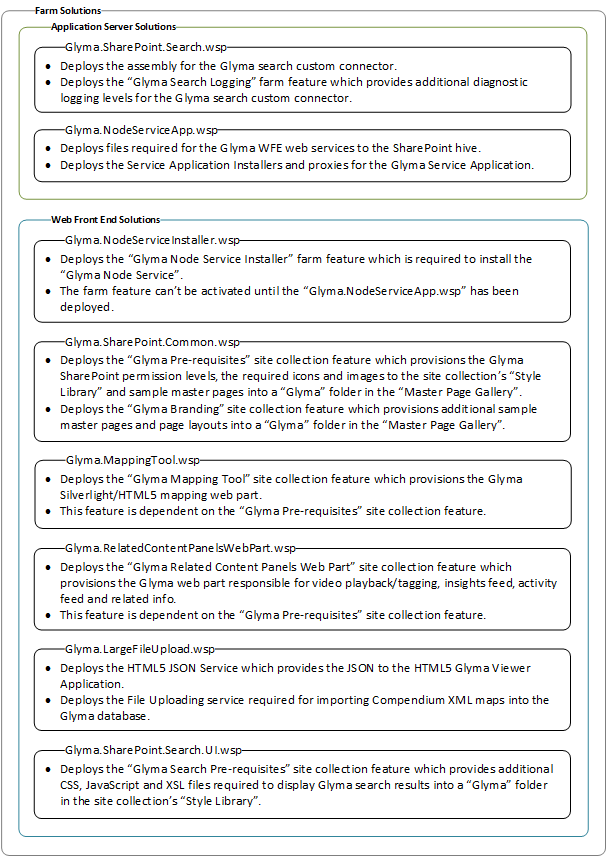 Farm Solutions
Application Server Solutions
Glyma.SharePoint.Search.wsp
● Deploys the assembly for the Glyma search custom connector.
● Deploys the “Glyma Search Logging” farm feature which provides additional diagnostic
logging levels for the Glyma search custom connector.
Glyma.NodeServiceApp.wsp
● Deploys files required for the Glyma WFE web services to the SharePoint hive.
● Deploys the Service Application Installers and proxies for the Glyma Service Application.
Web Front End Solutions
Glyma.NodeServiceInstaller.wsp
● Deploys the “Glyma Node Service Installer” farm feature which is required to install the
“Glyma Node Service”.
● The farm feature can’t be activated until the “Glyma.NodeServiceApp.wsp” has been
deployed.
Glyma.SharePoint.Common.wsp
● Deploys the “Glyma Pre-requisites” site collection feature which provisions the Glyma
SharePoint permission levels, the required icons and images to the site collection’s “Style
Library” and sample master pages into a “Glyma” folder in the “Master Page Gallery”.
● Deploys the “Glyma Branding” site collection feature which provisions additional sample
master pages and page layouts into a “Glyma” folder in the “Master Page Gallery”.
Glyma.MappingTool.wsp
● Deploys the “Glyma Mapping Tool” site collection feature which provisions the Glyma
Silverlight/HTML5 mapping web part.
● This feature is dependent on the “Glyma Pre-requisites” site collection feature.
Glyma.RelatedContentPanelsWebPart.wsp
● Deploys the “Glyma Related Content Panels Web Part” site collection feature which
provisions the Glyma web part responsible for video playback/tagging, insights feed, activity
feed and related info.
● This feature is dependent on the “Glyma Pre-requisites” site collection feature.
Glyma.LargeFileUpload.wsp
● Deploys the HTML5 JSON Service which provides the JSON to the HTML5 Glyma Viewer
Application.
● Deploys the File Uploading service required for importing Compendium XML maps into the
Glyma database.
Glyma.SharePoint.Search.UI.wsp
● Deploys the “Glyma Search Pre-requisites” site collection feature which provides additional
CSS, JavaScript and XSL files required to display Glyma search results into a “Glyma” folder
in the site collection’s “Style Library”.